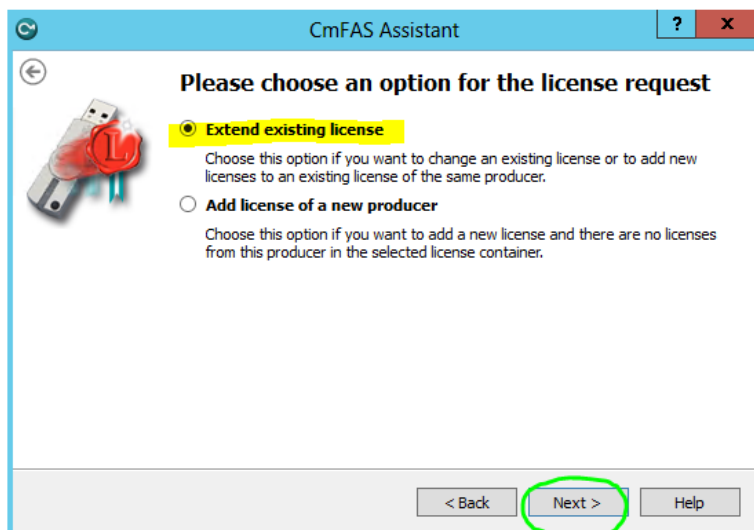 CmFAS Assistant
?
x
Please choose an option for the license request
Extend existing license
Choose this option if you want to change an existing license or to add new
licenses to an existing license of the same producer.
Add license of a new producer
Choose this option if you want to add a new license and there are no licenses
from this producer in the selected license container.
L
< Back
Next >
Help